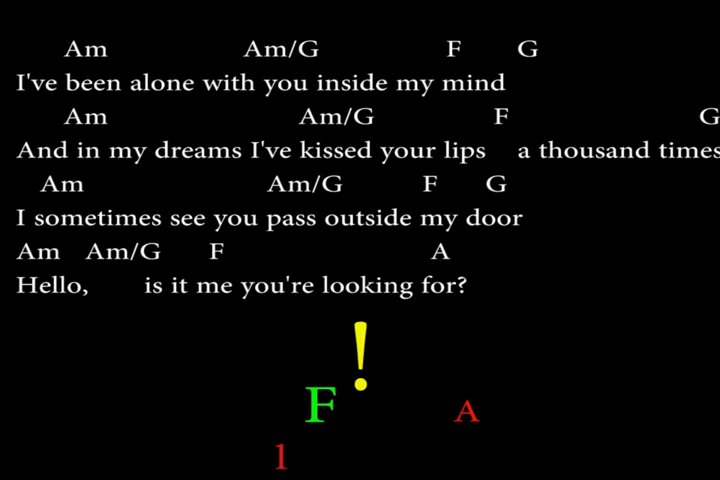 Am Am/G F G
I've been alone with you inside my mind
Am Am/G F G
And in my dreams I've kissed your lips a thousand times
Am Am/G F G
I sometimes see you pass outside my door
Am Am/G F A
Hello, is it me you're looking for?
!
F A
1